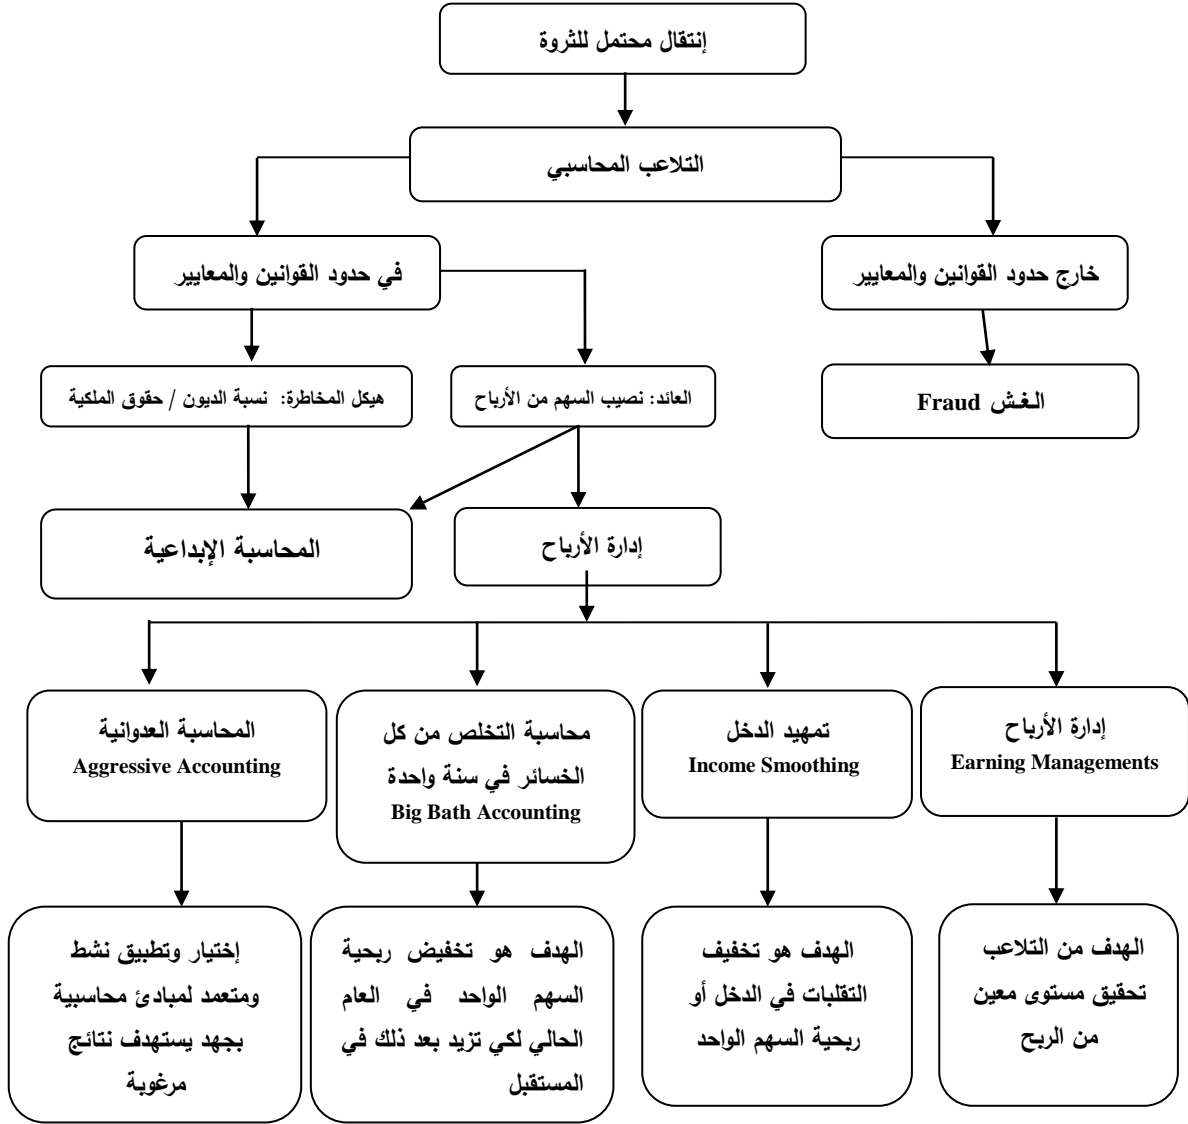 إنتقال محتمل للثروة
التلاعب المحاسبي
خارج حدود القوانين والمعايير
في حدود القوانين والمعايير
الغش Fraud
العائد: نصيب السهم من الأرباح
هيكل المخاطرة: نسبة الديون / حقوق الملكية
إدارة الأرباح
المحاسبة الإبداعية
إدارة الأرباح
Earning Managements
تمهيد الدخل
Income Smoothing
محاسبة التخلص من كل
الخسائر في سنة واحدة
Big Bath Accounting
المحاسبة العدوانية
Aggressive Accounting
الهدف من التلاعب
تحقيق مستوى معين
من الربح
الهدف هو تخفيف
التقلبات في الدخل أو
ربحية السهم الواحد
الهدف هو تخفيض ربحية
السهم الواحد في العام
الحالي لكي تزيد بعد ذلك في
المستقبل
إختيار وتطبيق نشط
ومتعمد لمبادئ محاسبية
بجهد يستهدف نتائج
مرغوبة